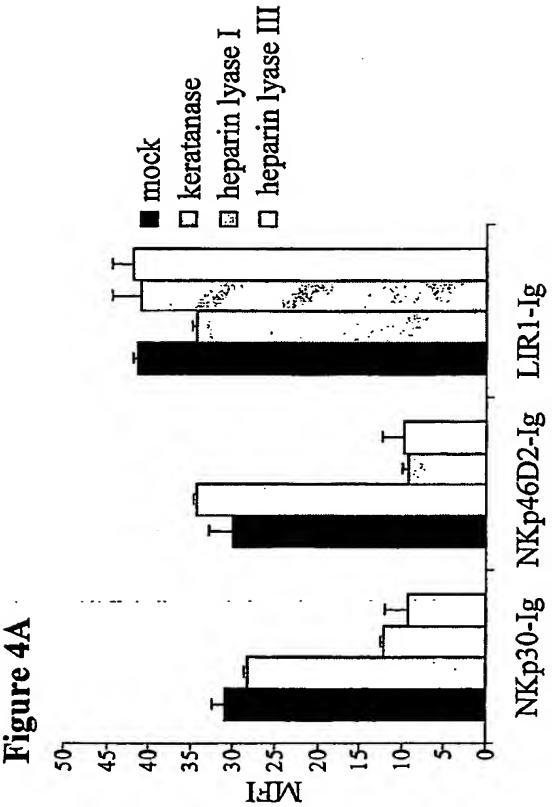 Figure 4A
mock
keratanase
heparin lyase I
heparin lyase III
MFI
50
45
40
35
30
25
20
15
10
5
0
NKp30-Ig
NKp46D2-Ig
LIR1-Ig